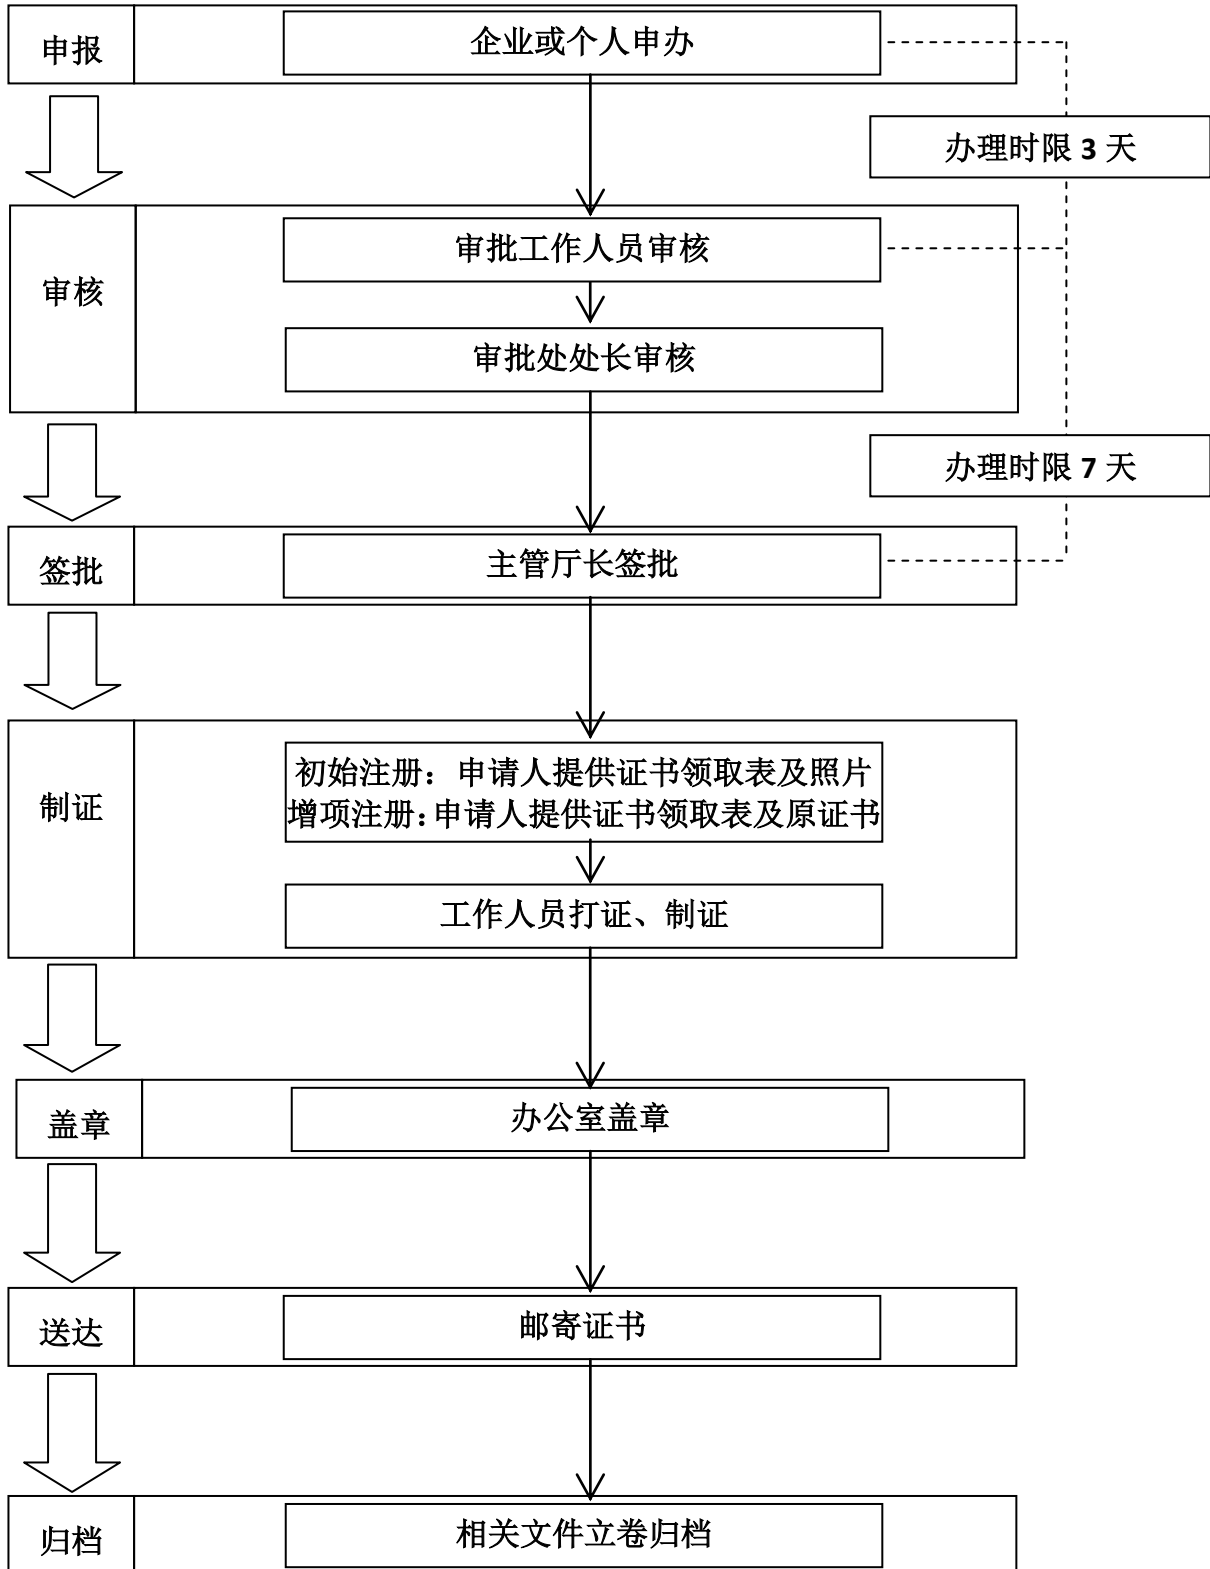 申报
企业或个人申办
办理时限 3 天
审核
审批工作人员审核
审批处处长审核
办理时限 7 天
签批
主管厅长签批
制证
初始注册：申请人提供证书领取表及照片
增项注册：申请人提供证书领取表及原证书
工作人员打证、制证
盖章
办公室盖章
送达
邮寄证书
归档
相关文件立卷归档